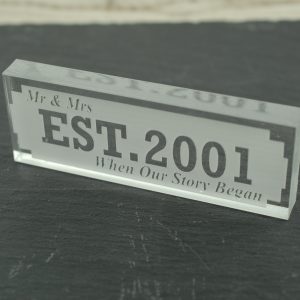 Mr & Mrs
EST.2001
When Our Story Began